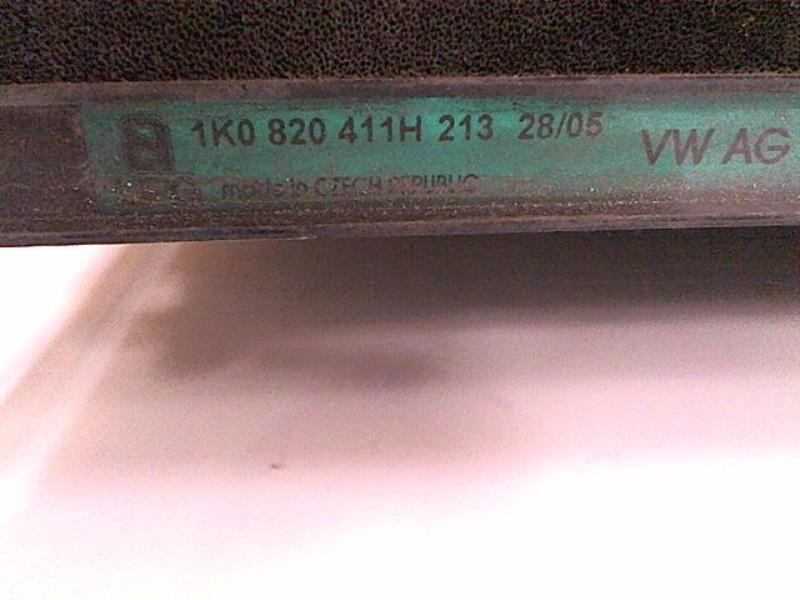 1K0 820 411H 213 28/05 VW AG
made in CZECH REPUBLIC